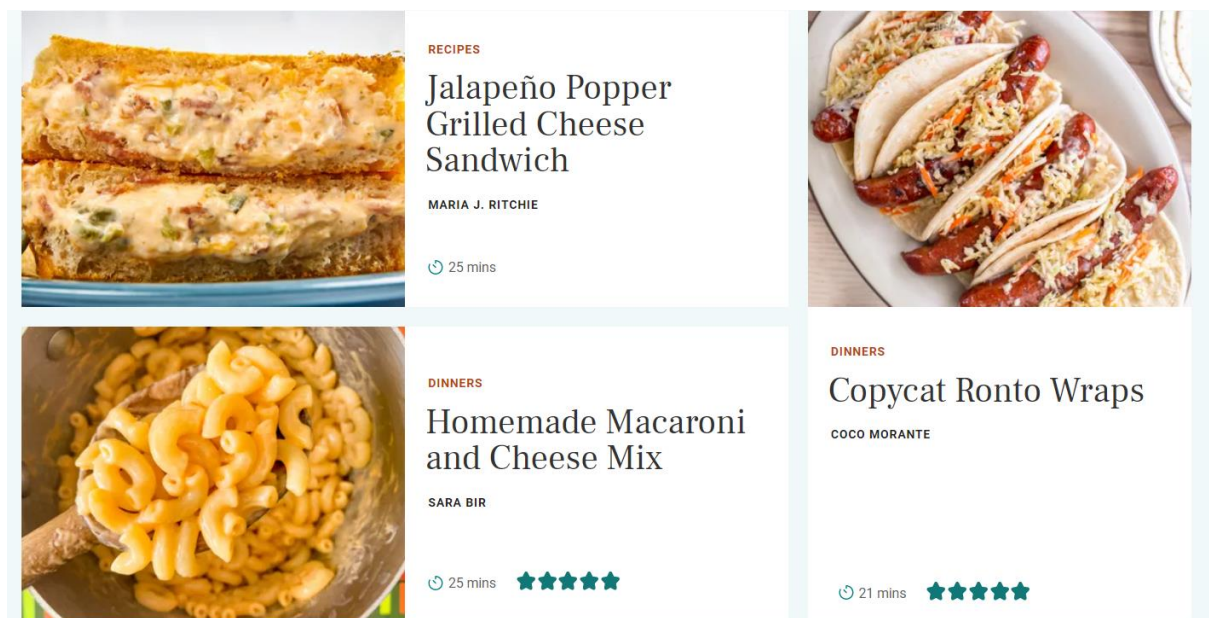 RECIPES
Jalapeño Popper
Grilled Cheese
Sandwich
MARIA J. RITCHIE
25 mins
DINNERS
Homemade Macaroni
and Cheese Mix
SARA BIR
25 mins
DINNERS
Copycat Ronto Wraps
COCO MORANTE
21 mins